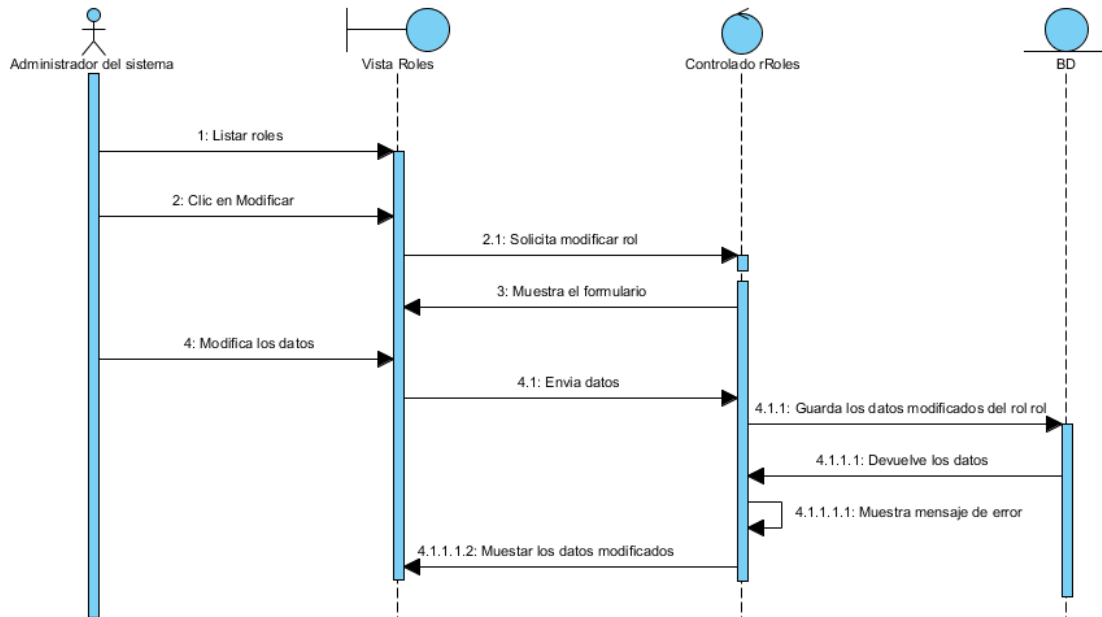 Administrador del sistema
Vista Roles
Controlado rRoles
BD
1: Listar roles
2: Clic en Modificar
2.1: Solicita modificar rol
3: Muestra el formulario
4: Modifica los datos
4.1: Envia datos
4.1.1: Guarda los datos modificados del rol rol
4.1.1.1: Devuelve los datos
4.1.1.1.1: Muestra mensaje de error
4.1.1.1.2: Muestar los datos modificados